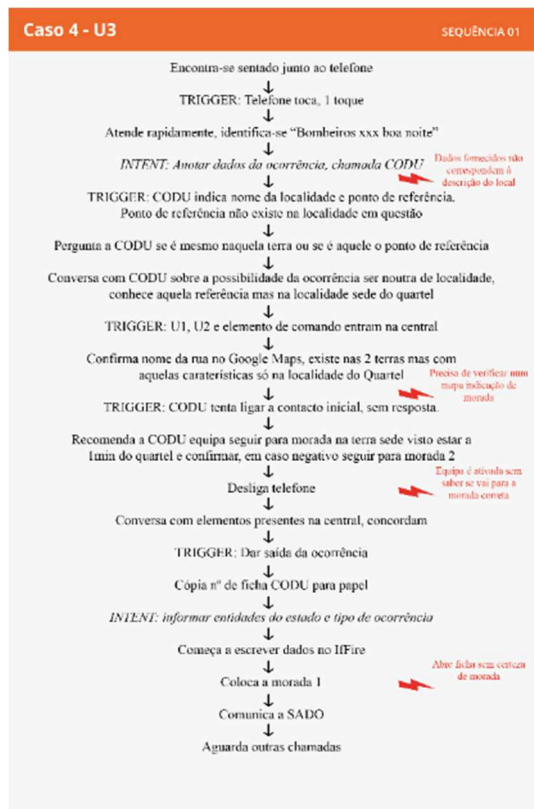 Caso 4 - U3
SEQUÊNCIA 01
Encontra-se sentado junto ao telefone
TRIGGER: Telefone toca, 1 toque
Atende rapidamente, identifica-se “Bombeiros xxx boa noite”
INTENT: Anotar dados da ocorrência, chamada CODU
Dados fornecidos não
correspondem à
descrição do local
TRIGGER: CODU indica nome da localidade e ponto de referência.
Ponto de referência não existe na localidade em questão
Pergunta a CODU se é mesmo naquela terra ou se é aquele o ponto de referência
Conversa com CODU sobre a possibilidade da ocorrência ser noutra de localidade,
conhece aquela referência mas na localidade sede do quartel
TRIGGER: U1, U2 e elemento de comando entram na central
Confirma nome da rua no Google Maps, existe nas 2 terras mas com
aquelas caraterísticas só na localidade do Quartel
Precisa de verificar num
mapa indicação de
morada
TRIGGER: CODU tenta ligar a contacto inicial, sem resposta.
Recomenda a CODU equipa seguir para morada na terra sede visto estar a
1min do quartel e confirmar, em caso negativo seguir para morada 2
Equipa é ativada sem
saber se vai para a
morada correta
Desliga telefone
Conversa com elementos presentes na central, concordam
TRIGGER: Dar saída da ocorrência
Cópia nº de ficha CODU para papel
INTENT: informar entidades do estado e tipo de ocorrência
Começa a escrever dados no IfFire
Abre ficha sem certeza
de morada
Coloca a morada 1
Comunica a SADO
Aguarda outras chamadas